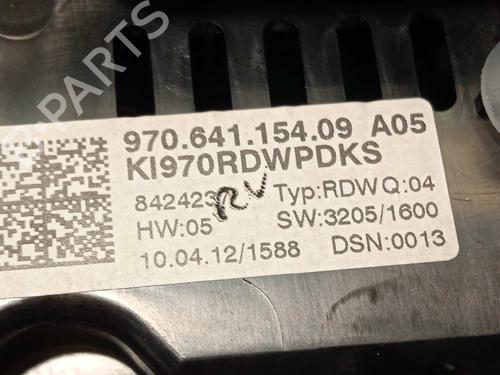 970.641.154.09 A05
KI970RDWPDKS
842423 Typ:RDW Q:04
HW:05 SW:3205/1600
10.04.12/1588 DSN:0013
PARTS